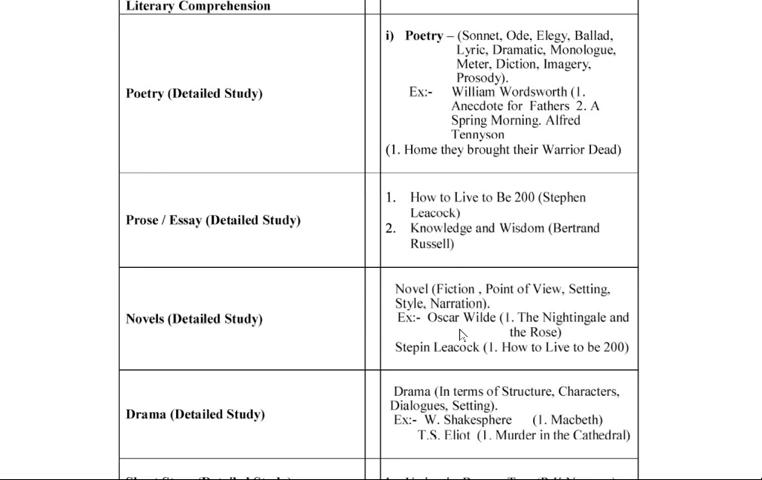 Literary Comprehension
Poetry (Detailed Study)
i) Poetry – (Sonnet, Ode, Elegy, Ballad,
Lyric, Dramatic, Monologue,
Meter, Diction, Imagery,
Prosody).
Ex:- William Wordsworth (1.
Anecdote for Fathers 2. A
Spring Morning. Alfred
Tennyson
(1. Home they brought their Warrior Dead)
Prose / Essay (Detailed Study)
1. How to Live to Be 200 (Stephen
Leacock)
2. Knowledge and Wisdom (Bertrand
Russell)
Novels (Detailed Study)
Novel (Fiction , Point of View, Setting,
Style, Narration).
Ex:- Oscar Wilde (1. The Nightingale and
the Rose)
Stepin Leacock (1. How to Live to be 200)
Drama (Detailed Study)
Drama (In terms of Structure, Characters,
Dialogues, Setting).
Ex:- W. Shakesphere (1. Macbeth)
T.S. Eliot (1. Murder in the Cathedral)